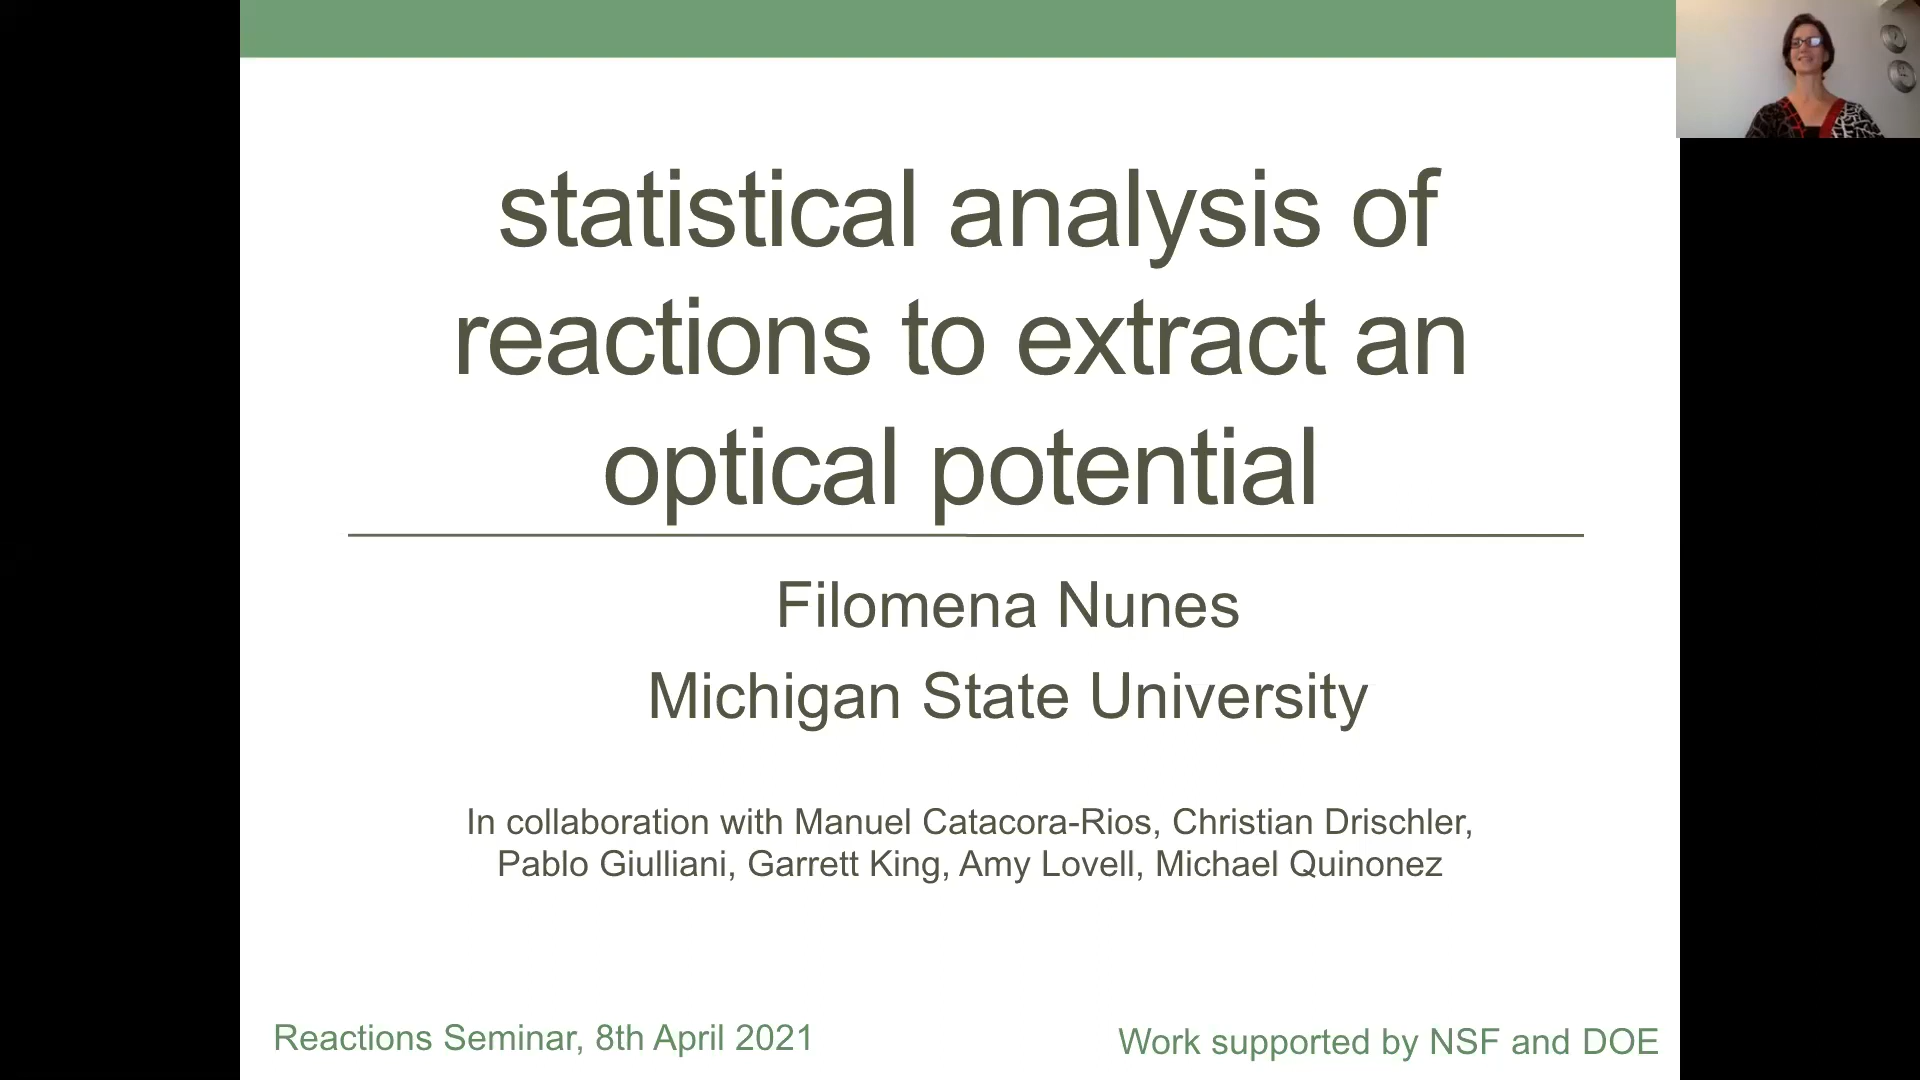 statistical analysis of
reactions to extract an
optical potential
Filomena Nunes
Michigan State University
In collaboration with Manuel Catacora-Rios, Christian Drischler,
Pablo Giulliani, Garrett King, Amy Lovell, Michael Quinonez
Reactions Seminar, 8th April 2021
Work supported by NSF and DOE